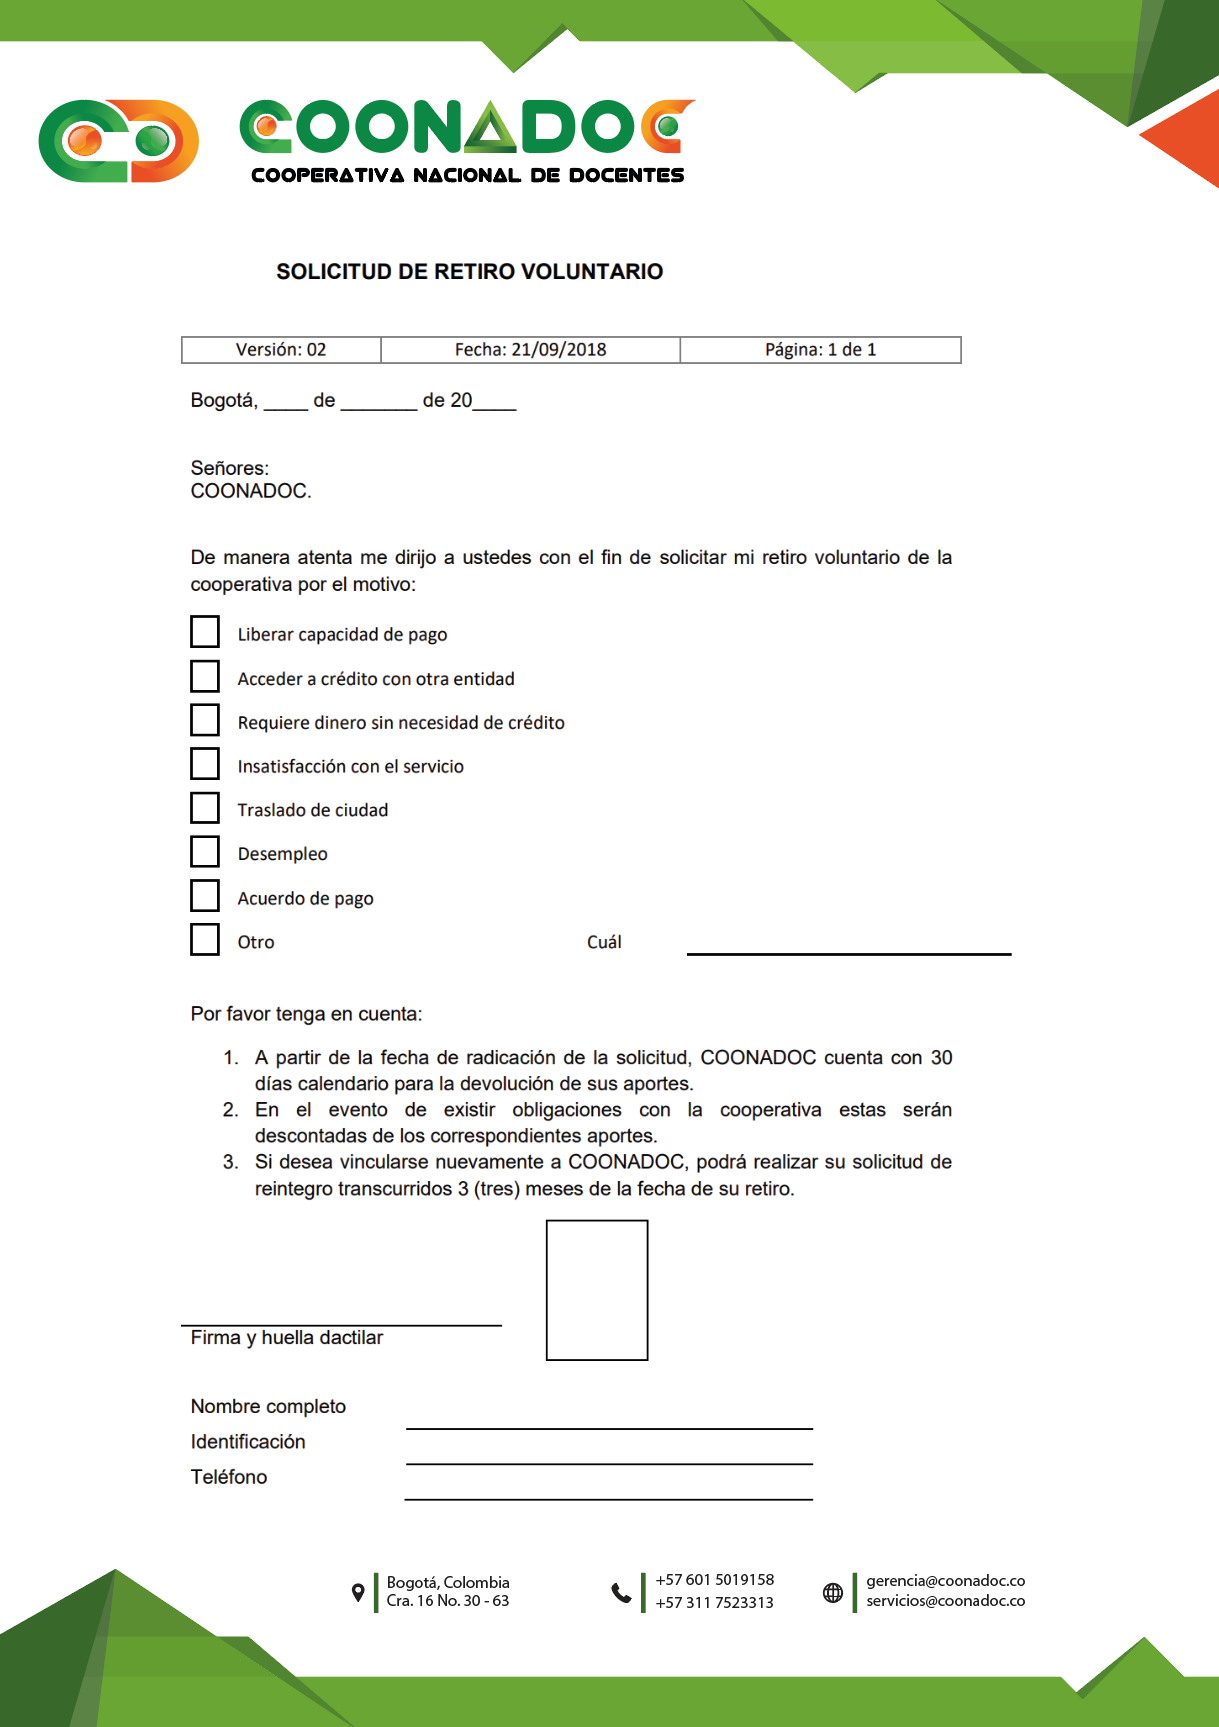 COONADOC
COOPERATIVA NACIONAL DE DOCENTES
SOLICITUD DE RETIRO VOLUNTARIO
Versión: 02 Fecha: 21/09/2018 Página: 1 de 1
Bogotá, ____ de _______ de 20____
Señores:
COONADOC.
De manera atenta me dirijo a ustedes con el fin de solicitar mi retiro voluntario de la
cooperativa por el motivo:
Liberar capacidad de pago
Acceder a crédito con otra entidad
Requiere dinero sin necesidad de crédito
Insatisfacción con el servicio
Traslado de ciudad
Desempleo
Acuerdo de pago
Otro Cuál
Por favor tenga en cuenta:
1. A partir de la fecha de radicación de la solicitud, COONADOC cuenta con 30
días calendario para la devolución de sus aportes.
2. En el evento de existir obligaciones con la cooperativa estas serán
descontadas de los correspondientes aportes.
3. Si desea vincularse nuevamente a COONADOC, podrá realizar su solicitud de
reintegro transcurridos 3 (tres) meses de la fecha de su retiro.
Firma y huella dactilar
Nombre completo
Identificación
Teléfono
Bogotá, Colombia
Cra. 16 No. 30 - 63
+57 601 5019158
+57 311 7523313
gerencia@coonadoc.co
servicios@coonadoc.co